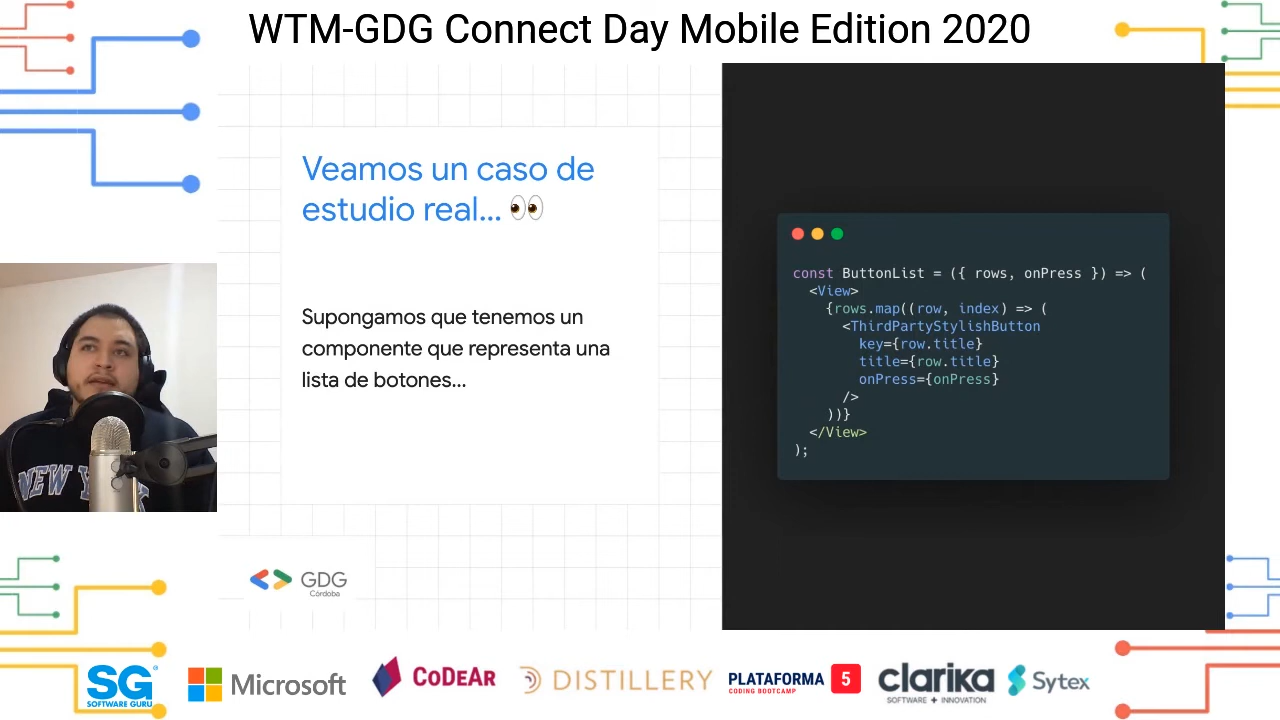 WTM-GDG Connect Day Mobile Edition 2020
Veamos un caso de
estudio real... 👀
Supongamos que tenemos un
componente que representa una
lista de botones...
GDG
Córdoba
const ButtonList = ({ rows, onPress }) => (
  <View>
    {rows.map((row, index) => (
      <ThirdPartyStylishButton
        key={row.title}
        title={row.title}
        onPress={onPress}
      />
    ))}
  </View>
);
NEW
SG®
SOFTWARE GURU
Microsoft
CoDeAr
DISTILLERY
PLATAFORMA 5
CODING BOOTCAMP
clarika
SOFTWARE + INNOVATION
Sytex